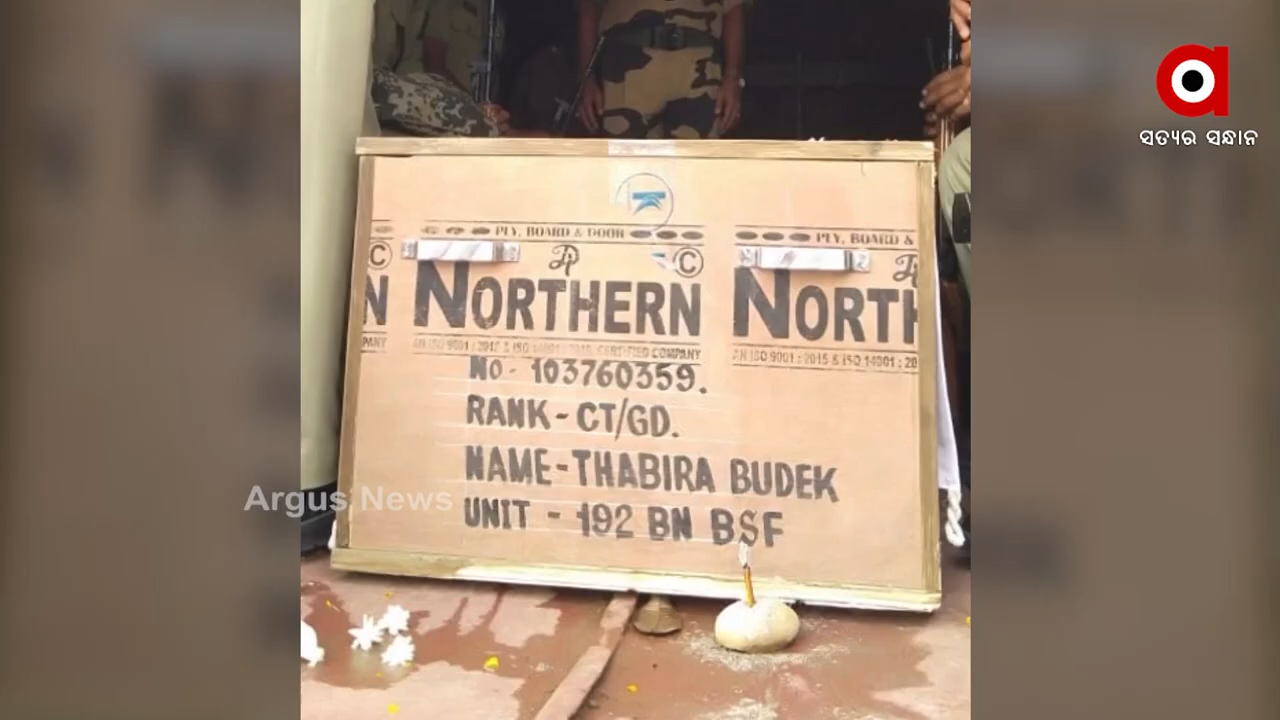 ସତ୍ୟର ସନ୍ଧାନ
PLY, BOARD & DOOR
PLY, BOARD &
C
C
N
NORTHERN
NORTH
PANY
AN ISO 9001 : 2015 & ISO 14001 : 2015 CERTIFIED COMPANY
AN ISO 9001 : 2015 & ISO 14001 : 20
NO - 103760359.
RANK - CT/GD.
NAME - THABIRA BUDEK
UNIT - 192 BN BSF
Argus News